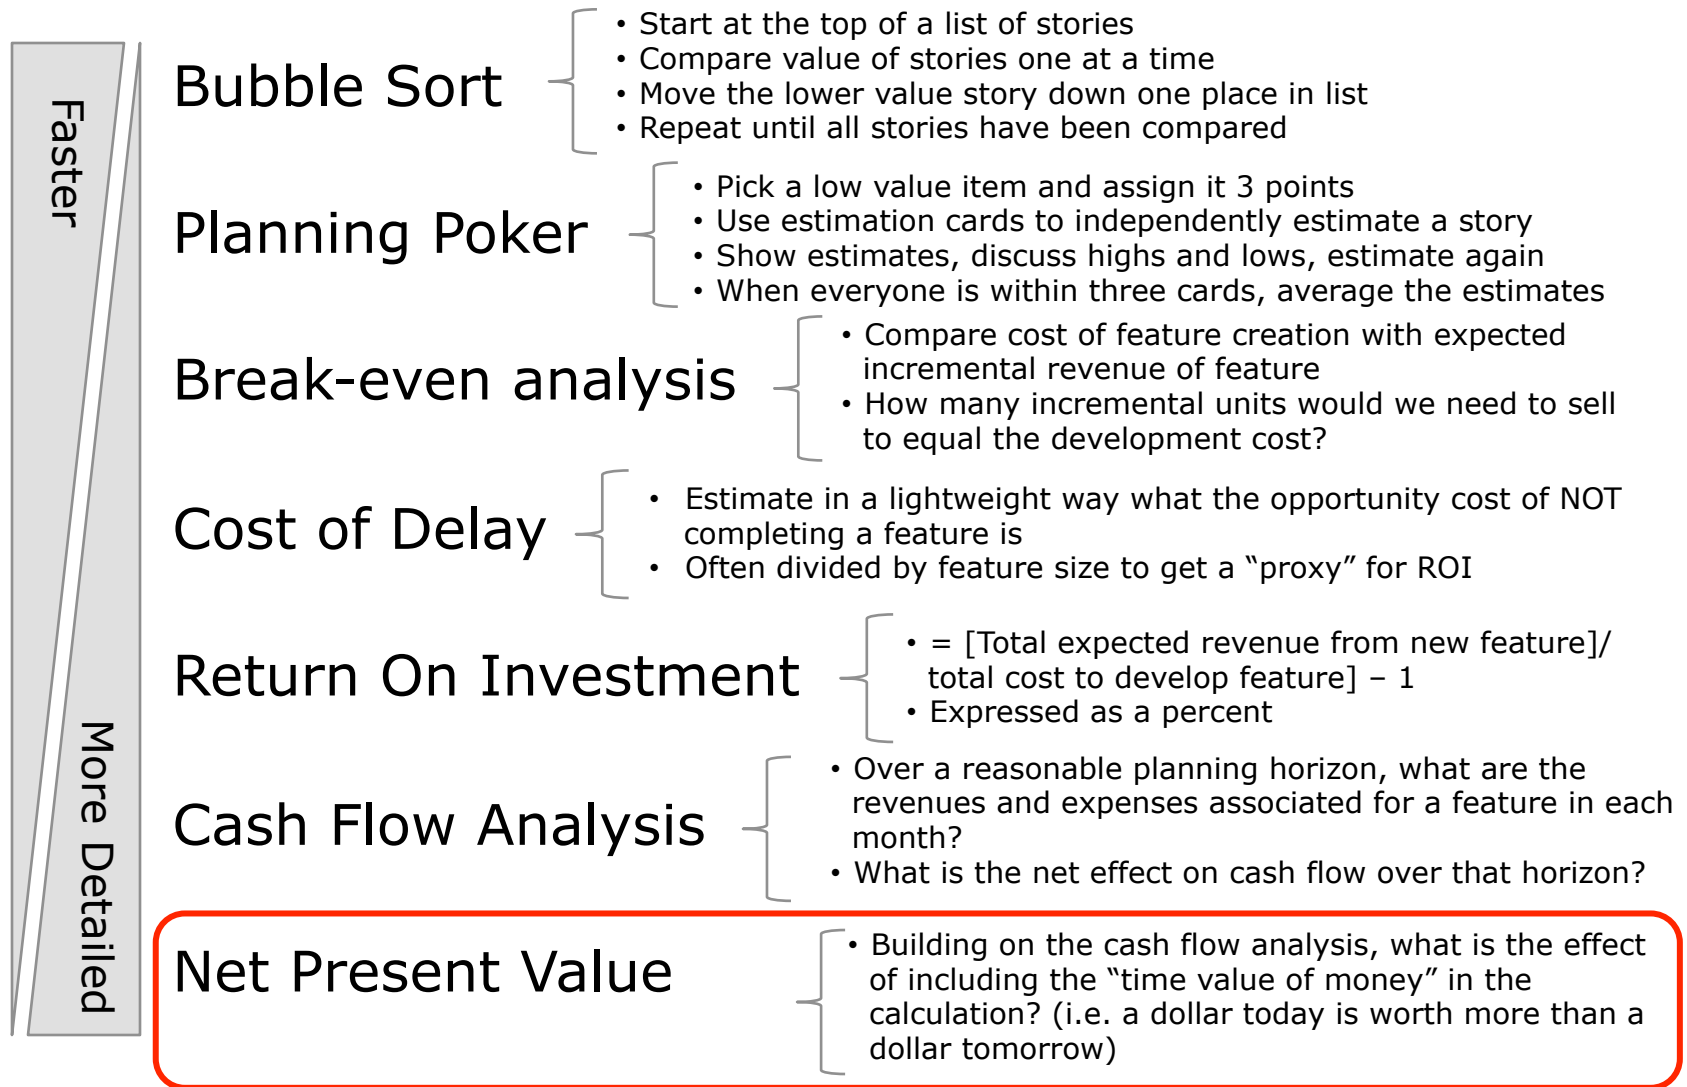 Faster
More Detailed
Bubble Sort
• Start at the top of a list of stories
• Compare value of stories one at a time
• Move the lower value story down one place in list
• Repeat until all stories have been compared
Planning Poker
• Pick a low value item and assign it 3 points
• Use estimation cards to independently estimate a story
• Show estimates, discuss highs and lows, estimate again
• When everyone is within three cards, average the estimates
Break-even analysis
• Compare cost of feature creation with expected
incremental revenue of feature
• How many incremental units would we need to sell
to equal the development cost?
Cost of Delay
• Estimate in a lightweight way what the opportunity cost of NOT
completing a feature is
• Often divided by feature size to get a “proxy” for ROI
Return On Investment
• = [Total expected revenue from new feature]/
total cost to develop feature] – 1
• Expressed as a percent
Cash Flow Analysis
• Over a reasonable planning horizon, what are the
revenues and expenses associated for a feature in each
month?
• What is the net effect on cash flow over that horizon?
Net Present Value
• Building on the cash flow analysis, what is the effect
of including the “time value of money” in the
calculation? (i.e. a dollar today is worth more than a
dollar tomorrow)